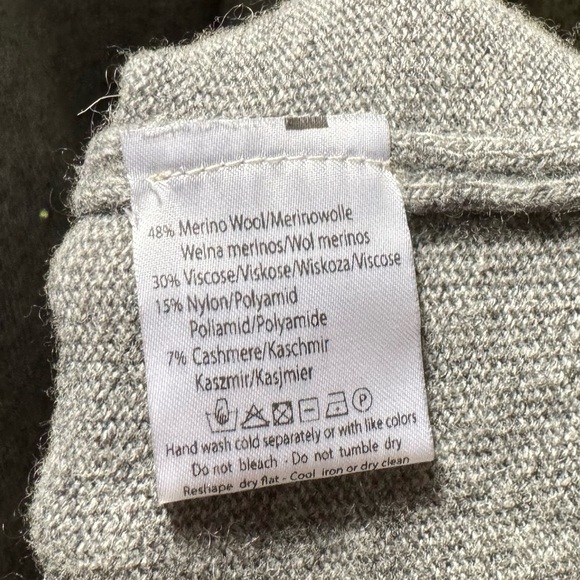 48% Merino Wool/Merinowolle
Wełna merinos/Wol merinos
30% Viscose/Viskose/Wiskoza/Viscose
15% Nylon/Polyamid
Poliamid/Polyamide
7% Cashmere/Kaschmir
Kaszmir/Kasjmier
P
Hand wash cold separately or with like colors
Do not bleach . Do not tumble dry
Reshape dry flat - Cool iron or dry clean